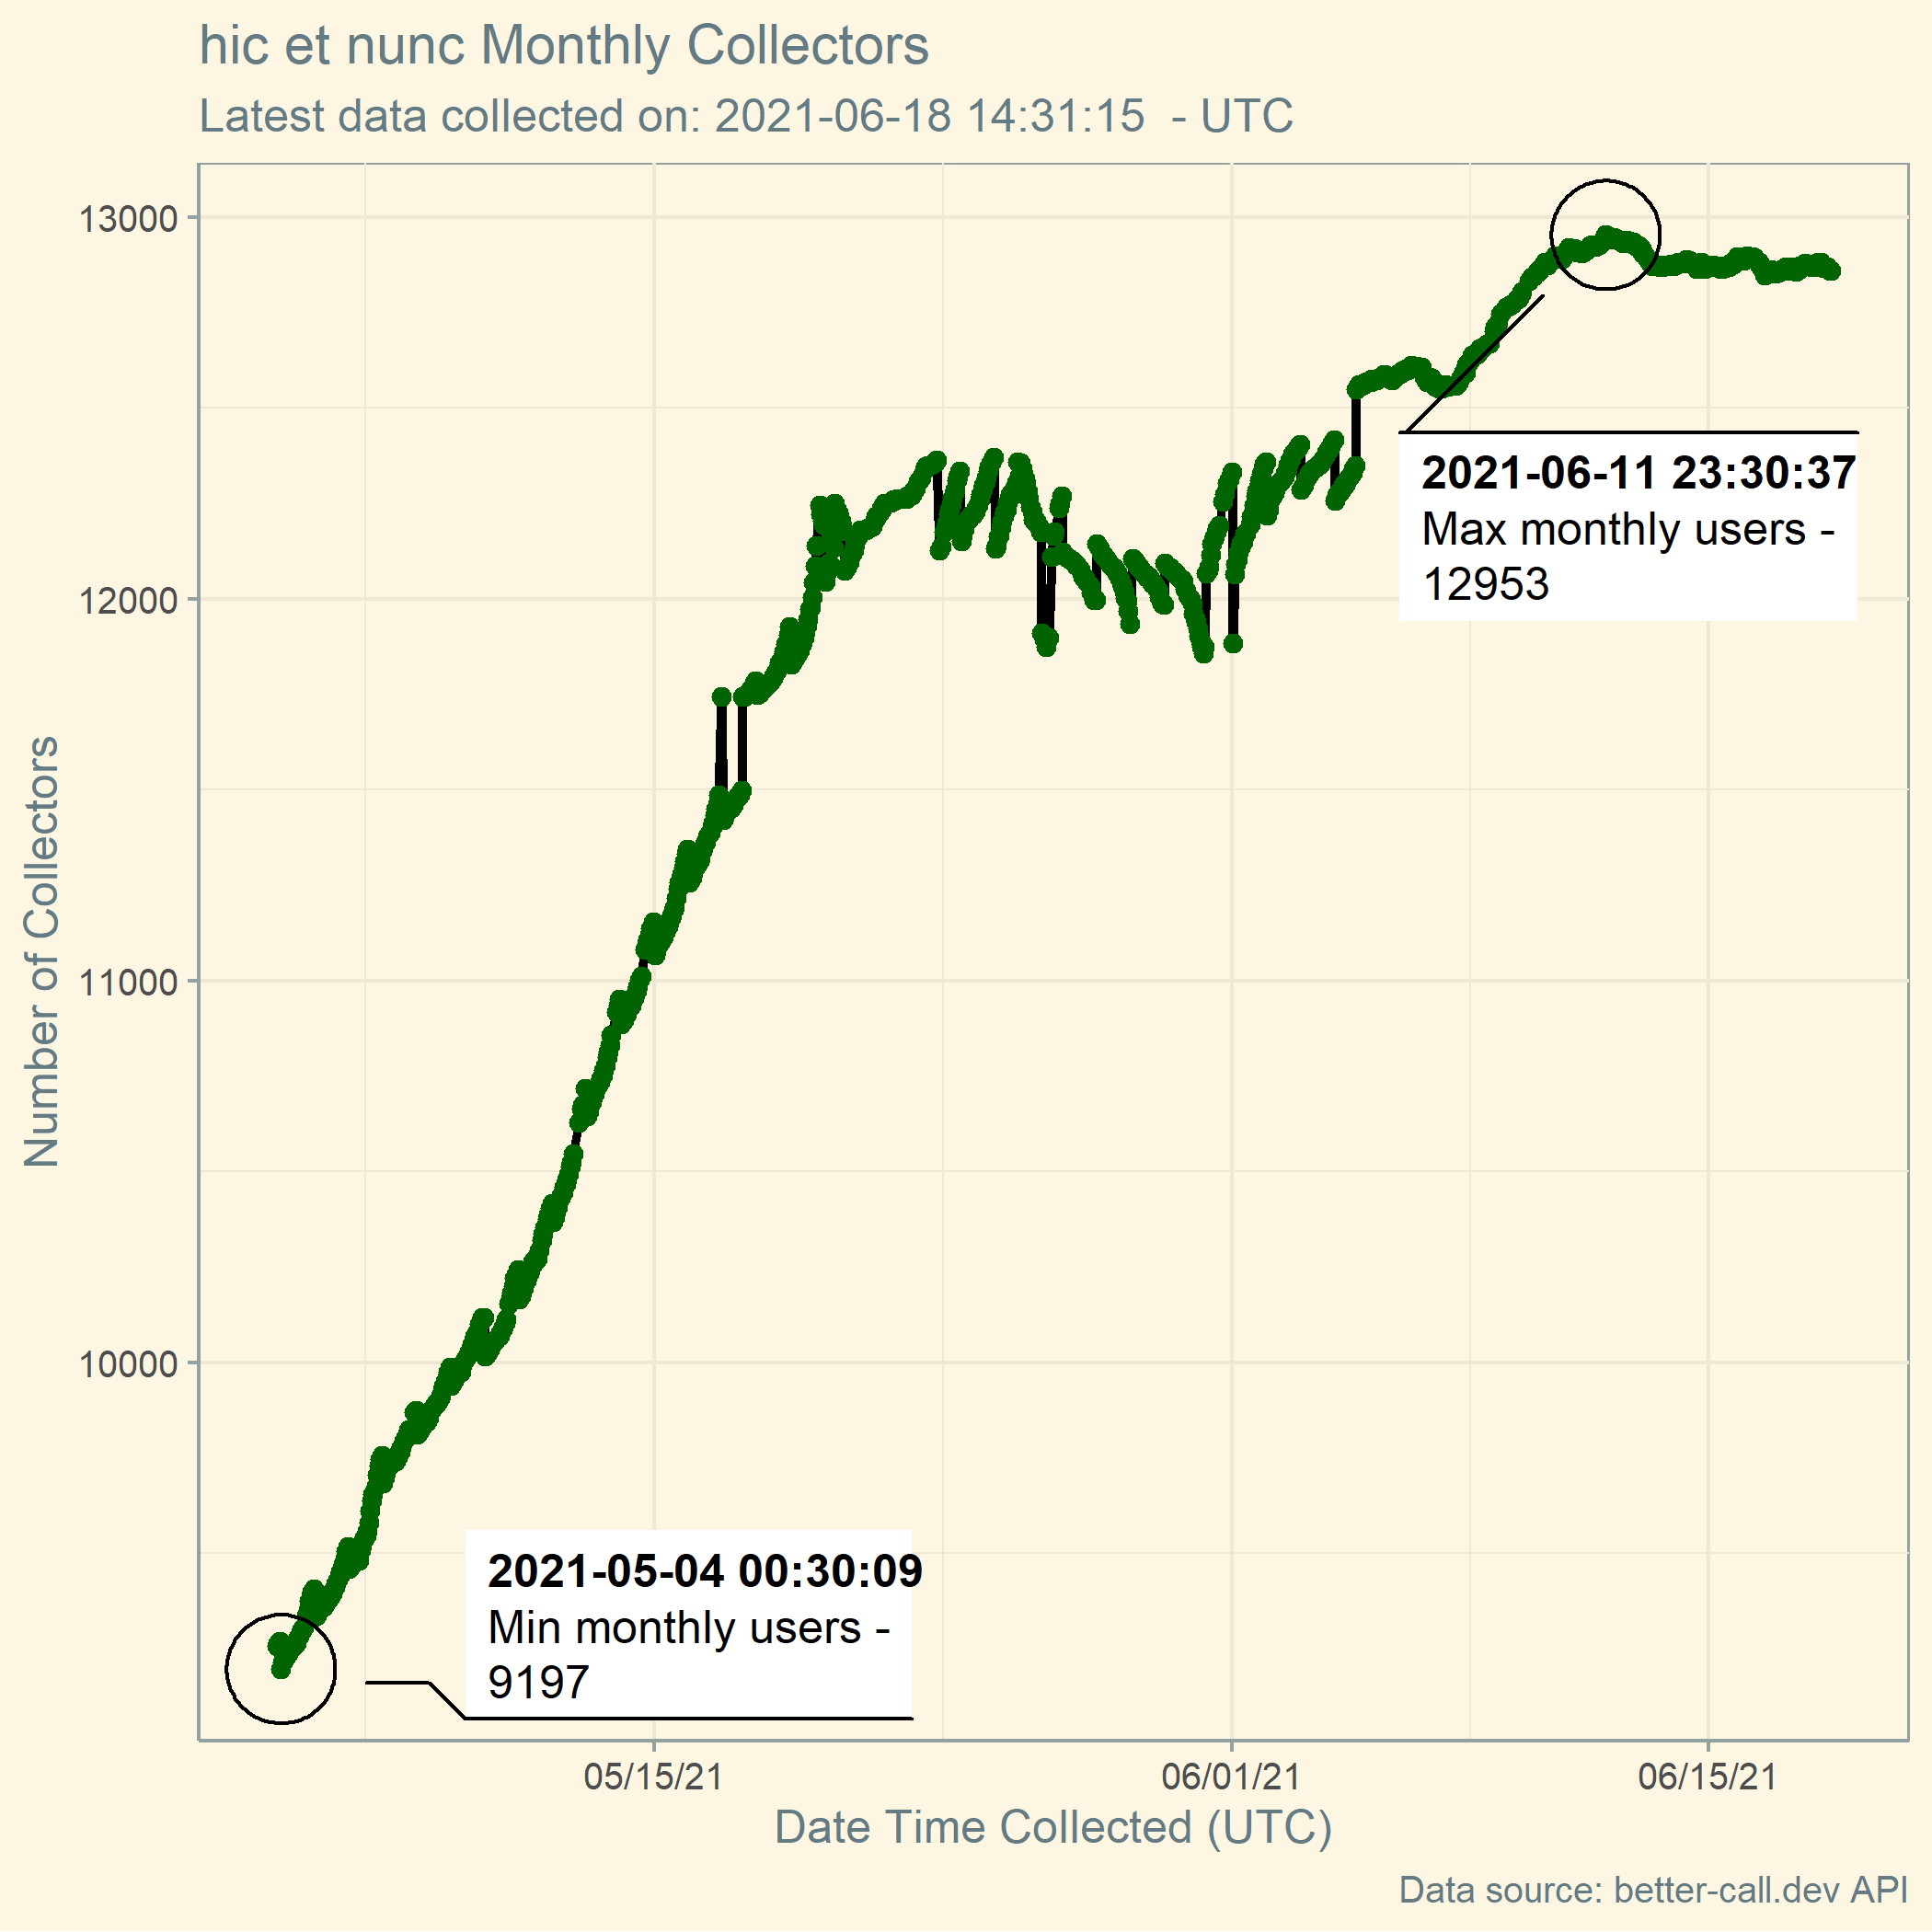 hic et nunc Monthly Collectors
Latest data collected on: 2021-06-18 14:31:15  - UTC
Number of Collectors
13000
12000
11000
10000
2021-06-11 23:30:37
Max monthly users -
12953
2021-05-04 00:30:09
Min monthly users -
9197
05/15/21
06/01/21
06/15/21
Date Time Collected (UTC)
Data source: better-call.dev API